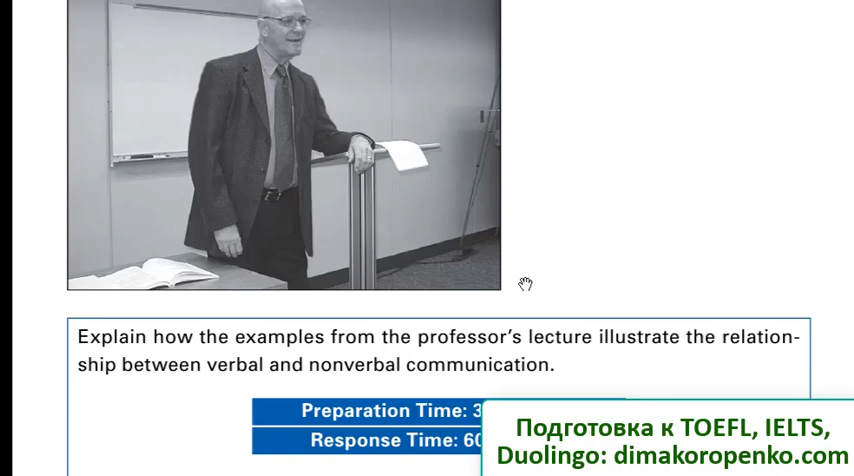 Explain how the examples from the professor's lecture illustrate the relation-
ship between verbal and nonverbal communication.
Preparation Time: 3
Response Time: 60
Подготовка к TOEFL, IELTS,
Duolingo: dimakoropenko.com